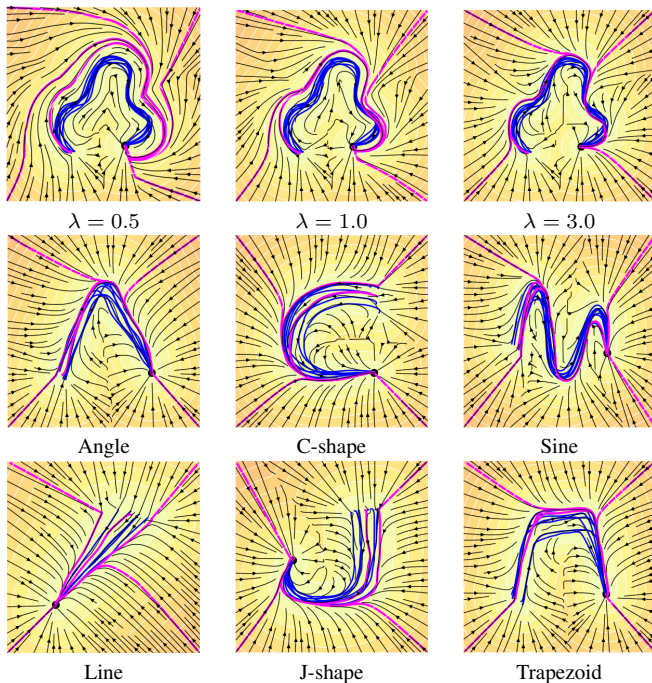 λ = 0.5 λ = 1.0 λ = 3.0
Angle C-shape Sine
Line J-shape Trapezoid